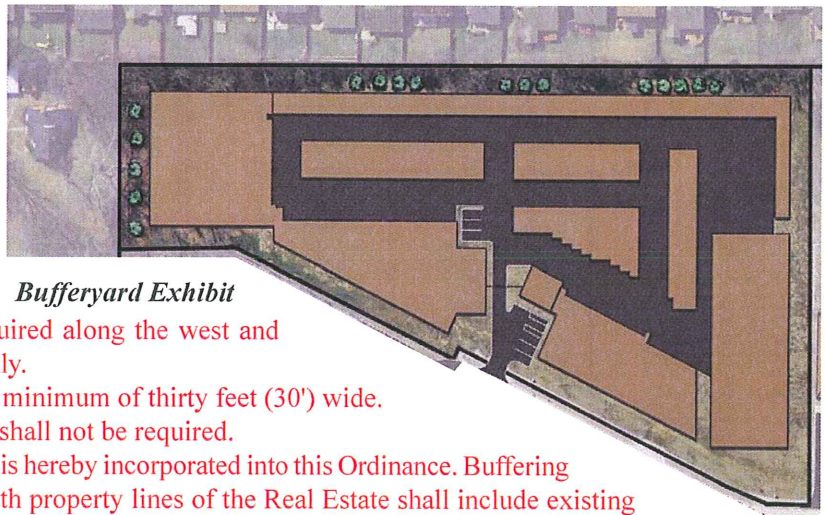 Bufferyard Exhibit
uired along the west and
ly.
minimum of thirty feet (30') wide.
shall not be required.
is hereby incorporated into this Ordinance. Buffering
th property lines of the Real Estate shall include existing